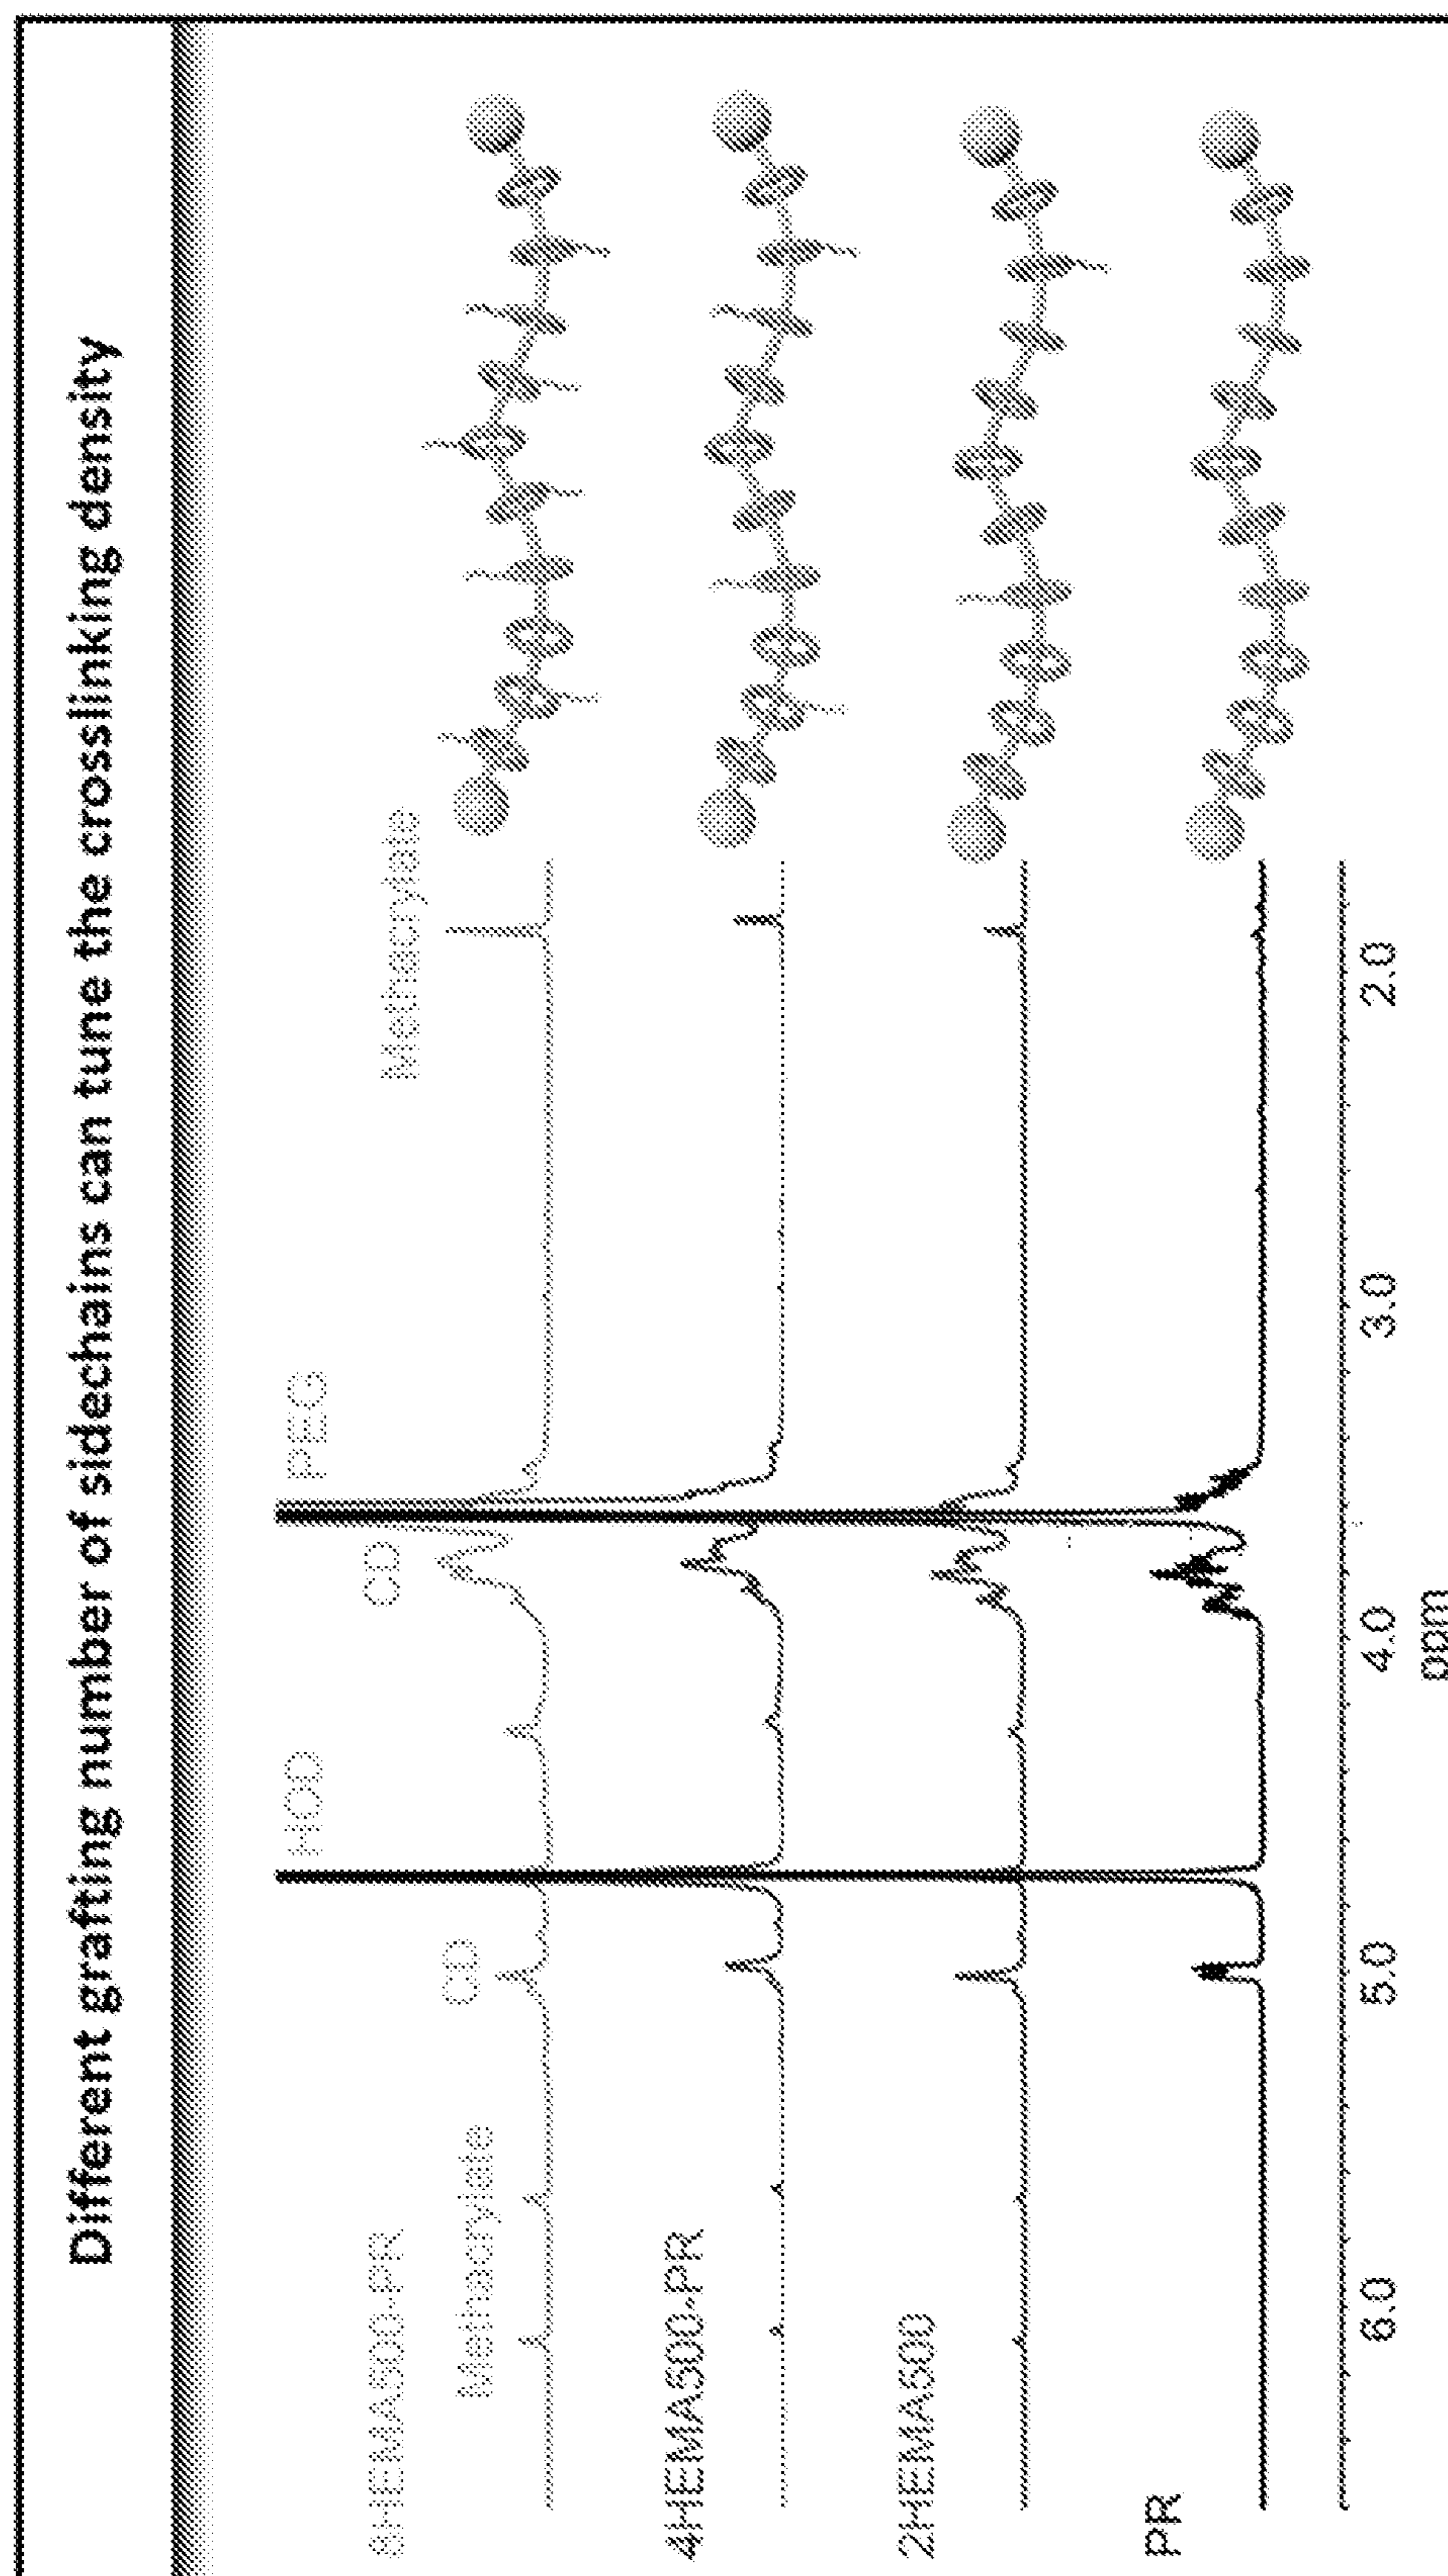 Different grafting number of sidechains can tune the crosslinking density
8HEMA500-PR
Methacrylate
CD
HOD
CD
PEG
Methacrylate
4HEMA500-PR
2HEMA500
PR
6.0
5.0
4.0
3.0
2.0
ppm